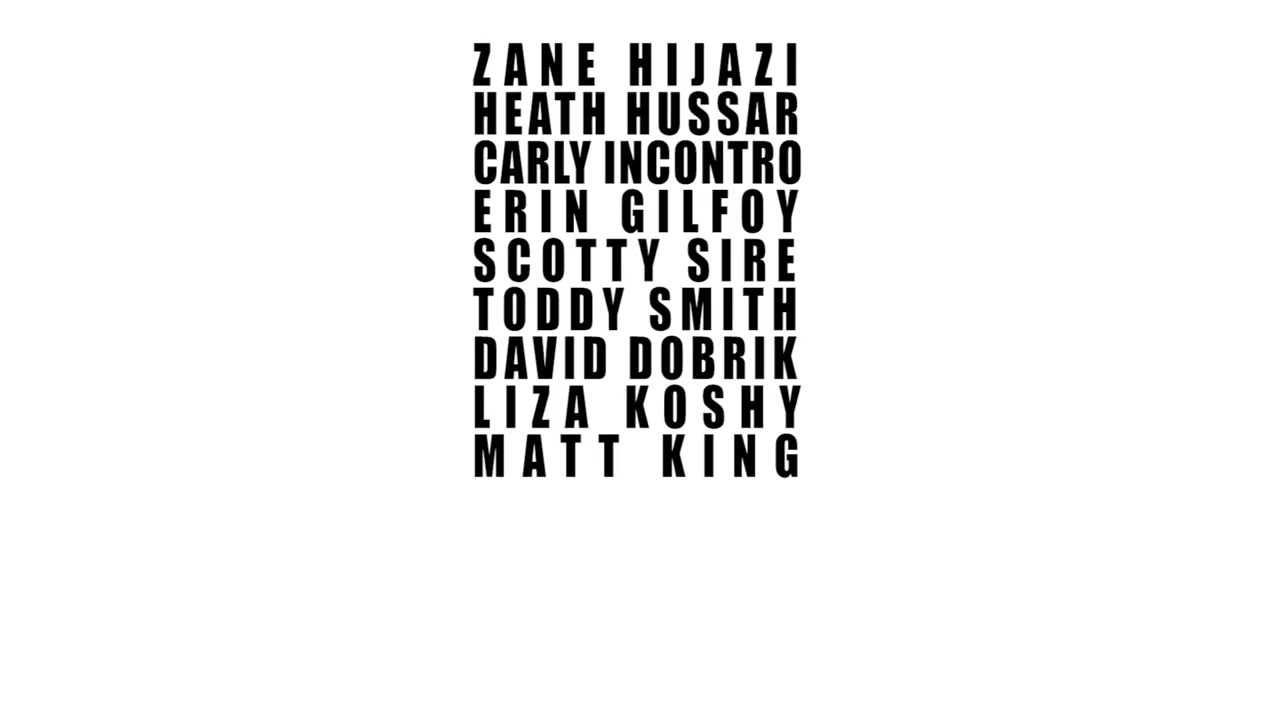 ZANE HIJAZI
HEATH HUSSAR
CARLY INCONTRO
ERIN GILFOY
SCOTTY SIRE
TODDY SMITH
DAVID DOBRIK
LIZA KOSHY
MATT KING